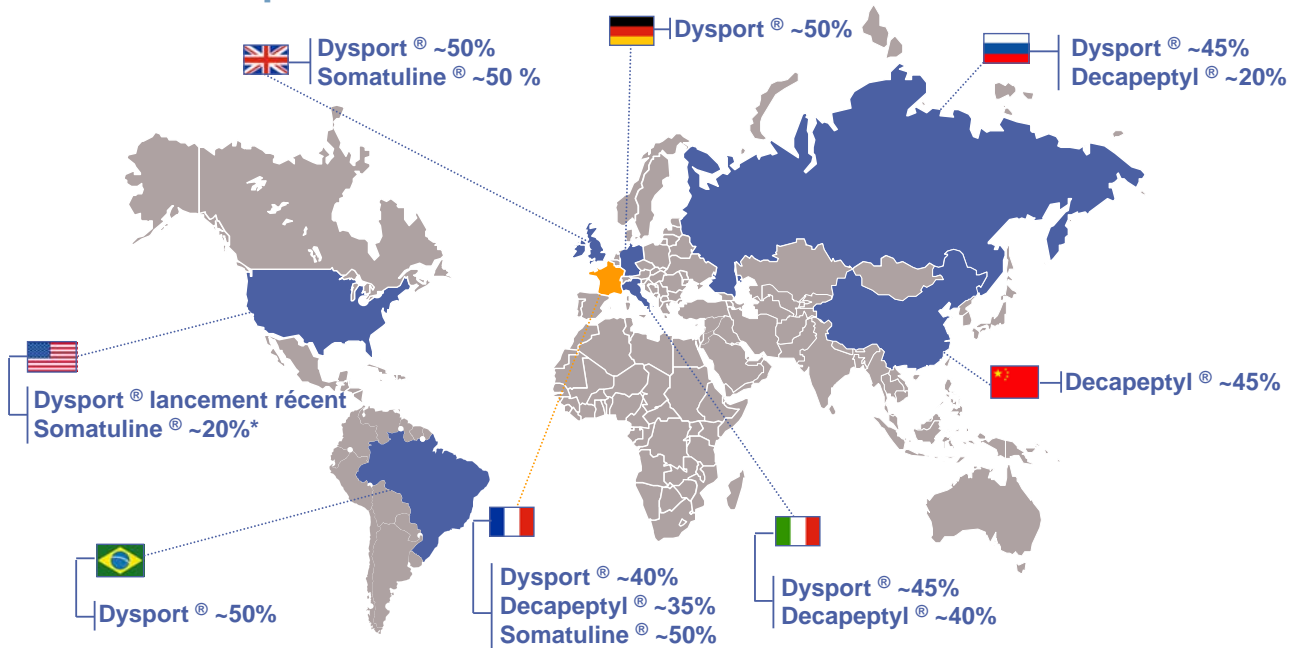 Dysport ® ~50%
Somatuline ® ~50 %
Dysport ® ~50%
Dysport ® ~45%
Decapeptyl ® ~20%
Dysport ® lancement récent
Somatuline ® ~20%*
Decapeptyl ® ~45%
Dysport ® ~50%
Dysport ® ~40%
Decapeptyl ® ~35%
Somatuline ® ~50%
Dysport ® ~45%
Decapeptyl ® ~40%